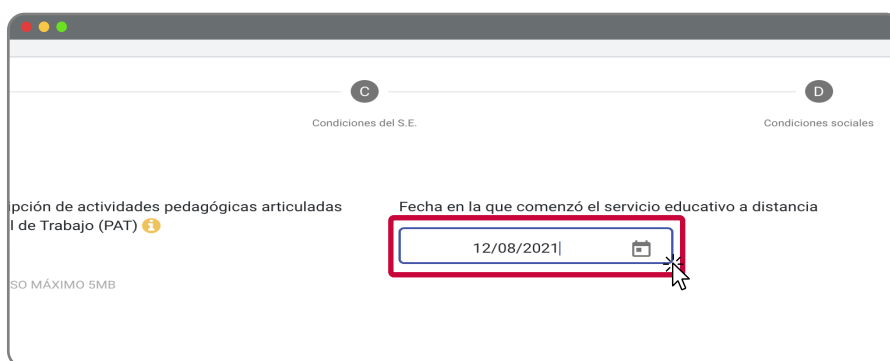 C
D
Condiciones del S.E.
Condiciones sociales
ipción de actividades pedagógicas articuladas
l de Trabajo (PAT)
Fecha en la que comenzó el servicio educativo a distancia
12/08/2021
SO MÁXIMO 5MB